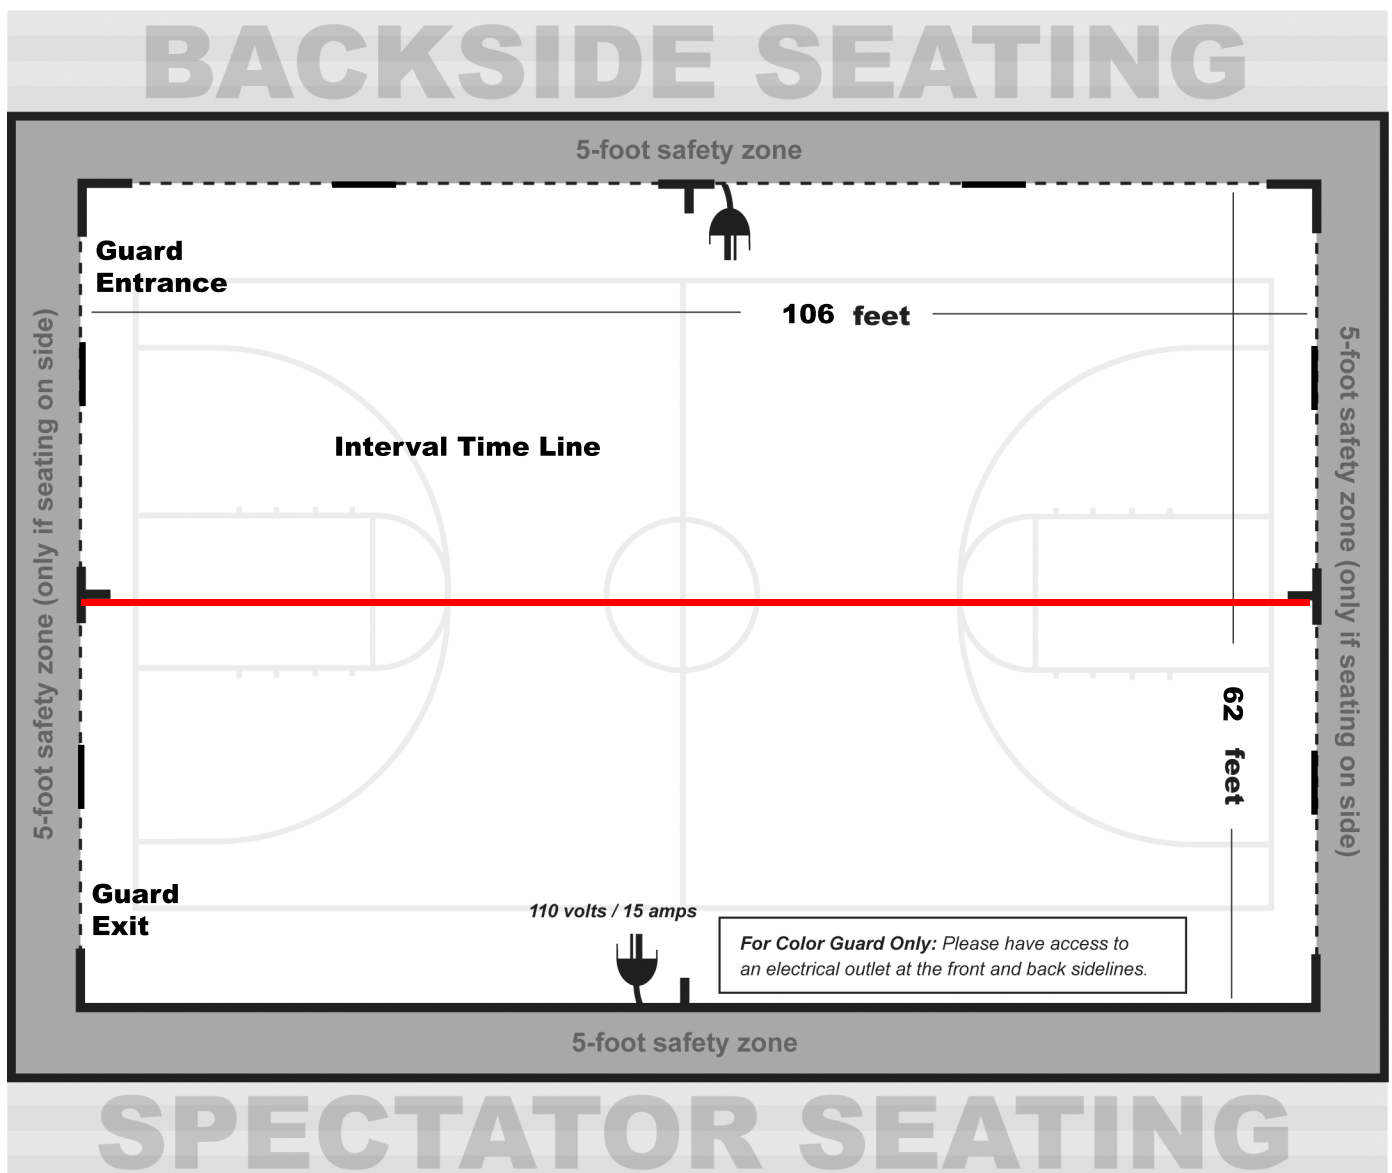 BACKSIDE SEATING
5-foot safety zone
Guard
Entrance
106 feet
5-foot safety zone (only if seating on side)
5-foot safety zone (only if seating on side)
Interval Time Line
62 feet
Guard
Exit
110 volts / 15 amps
For Color Guard Only: Please have access to
an electrical outlet at the front and back sidelines.
5-foot safety zone
SPECTATOR SEATING